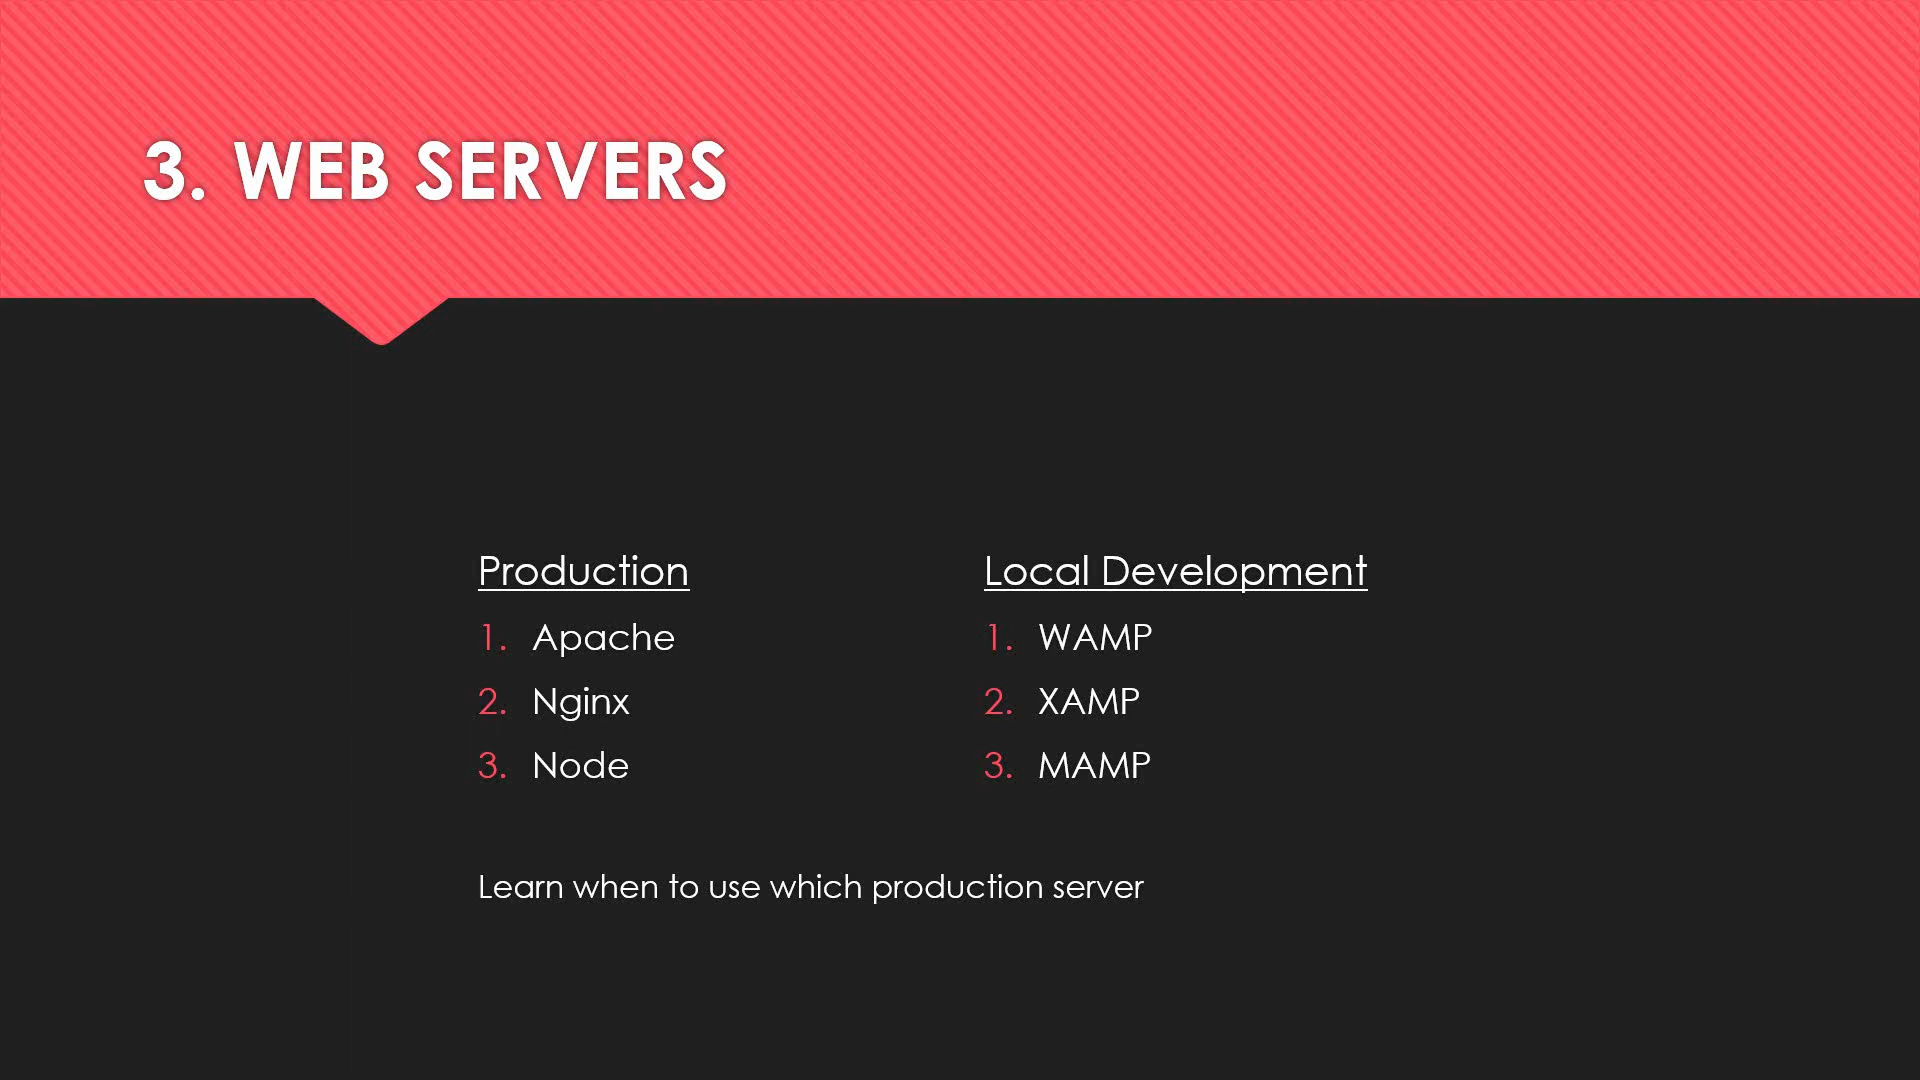 3. WEB SERVERS
Production
1. Apache
2. Nginx
3. Node
Local Development
1. WAMP
2. XAMP
3. MAMP
Learn when to use which production server